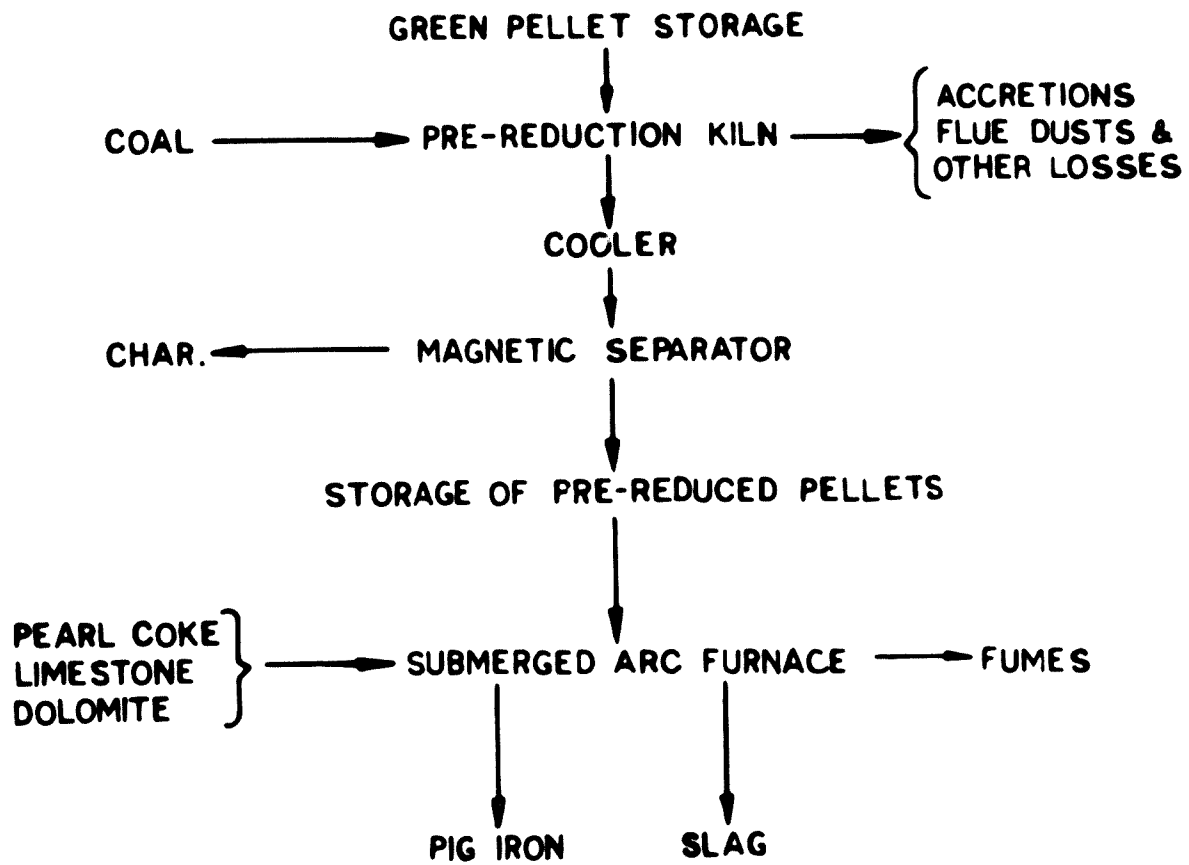 GREEN PELLET STORAGE
COAL
PRE-REDUCTION KILN
ACCRETIONS
FLUE DUSTS &
OTHER LOSSES
COOLER
CHAR.
MAGNETIC SEPARATOR
STORAGE OF PRE-REDUCED PELLETS
PEARL COKE
LIMESTONE
DOLOMITE
SUBMERGED ARC FURNACE
FUMES
PIG IRON
SLAG